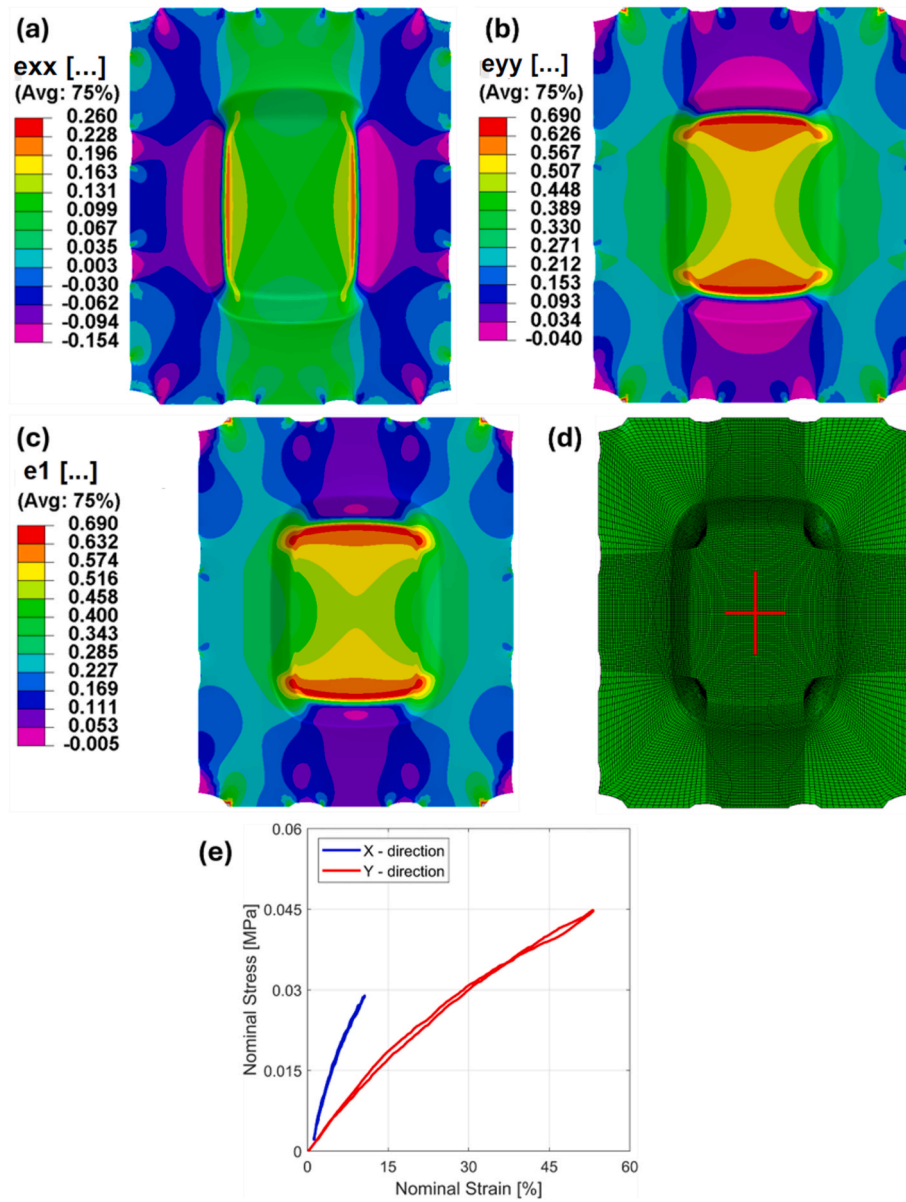 (a)
exx [...]
(Avg: 75%)
0.260
0.228
0.196
0.163
0.131
0.099
0.067
0.035
0.003
-0.030
-0.062
-0.094
-0.154
(b)
eyy [...]
(Avg: 75%)
0.690
0.626
0.567
0.507
0.448
0.389
0.330
0.271
0.212
0.153
0.093
0.034
-0.040
(c)
e1 [...]
(Avg: 75%)
0.690
0.632
0.574
0.516
0.458
0.400
0.343
0.285
0.227
0.169
0.111
0.053
-0.005
(d)
(e)
X - direction
Y - direction
Nominal Stress [MPa]
0.06
0.045
0.03
0.015
0
0 15 30 45 60
Nominal Strain [%]